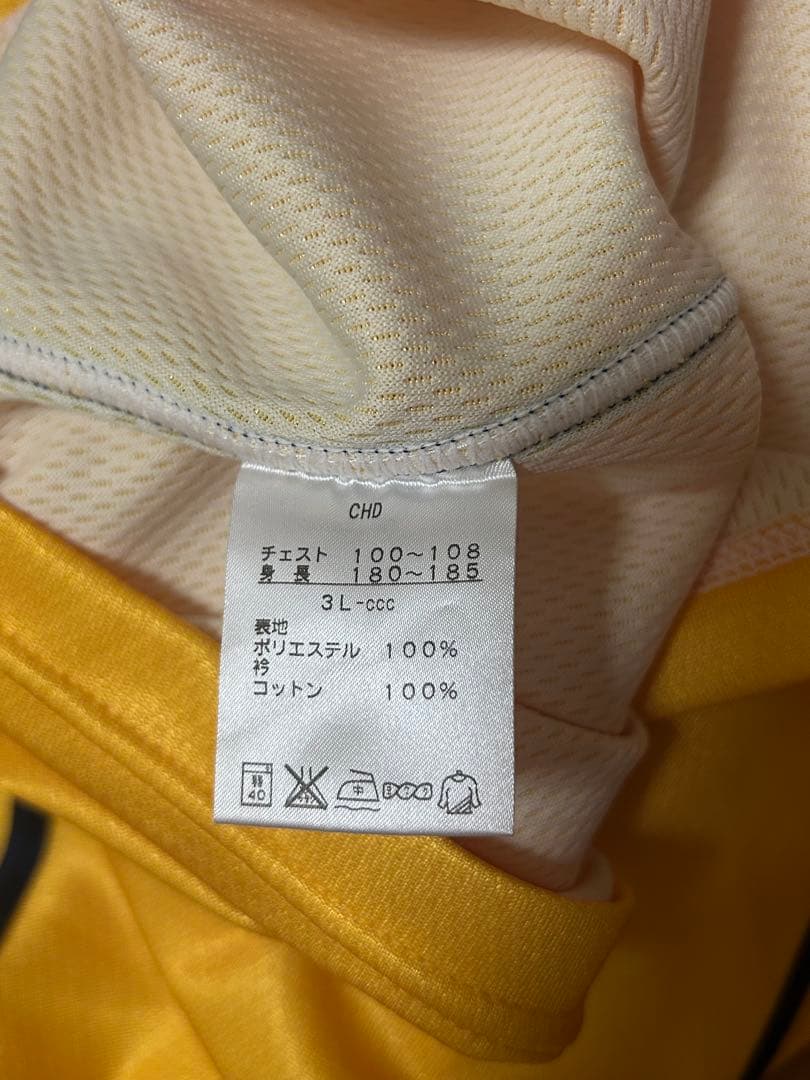 CHD
チェスト 100～108
身長 180～185
3L-ccc
表地
ポリエステル 100%
衿
コットン 100%
40
中